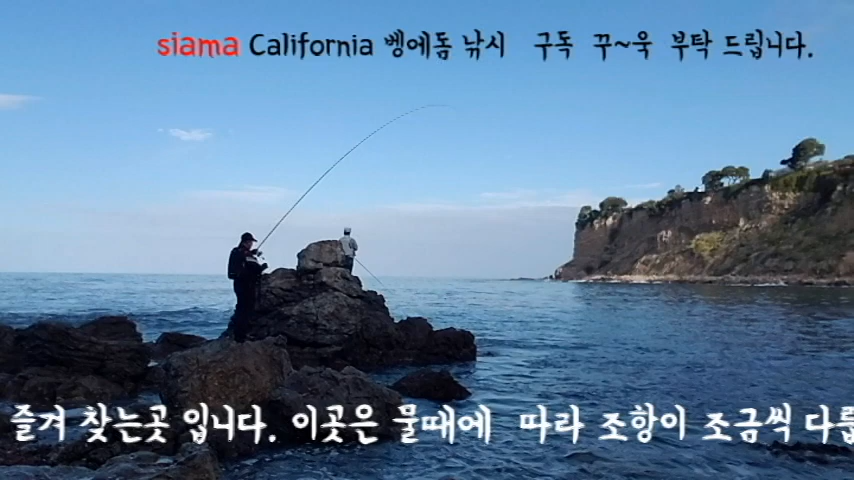 siama California 벵에돔 낚시 구독 꾸~욱 부탁 드립니다.
즐겨 찾는곳 입니다. 이곳은 물때에 따라 조항이 조금씩 다릅